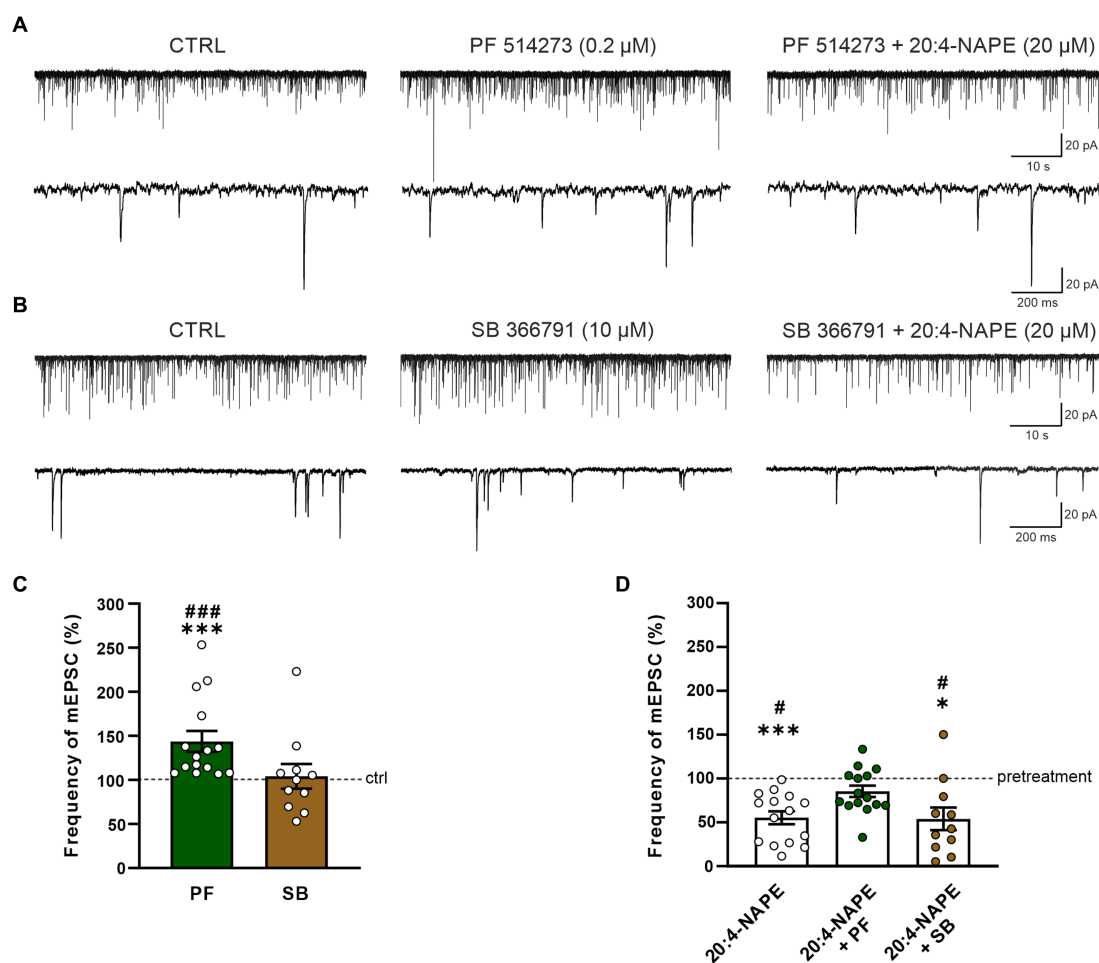 A
CTRL
PF 514273 (0.2 µM)
PF 514273 + 20:4-NAPE (20 µM)
20 pA
10 s
20 pA
200 ms
B
CTRL
SB 366791 (10 µM)
SB 366791 + 20:4-NAPE (20 µM)
20 pA
10 s
20 pA
200 ms
C
Frequency of mEPSC (%)
300
250
200
150
100
50
0
###
***
ctrl
PF
SB
D
Frequency of mEPSC (%)
300
250
200
150
100
50
0
#
***
#
*
pretreatment
20:4-NAPE
20:4-NAPE
+ PF
20:4-NAPE
+ SB